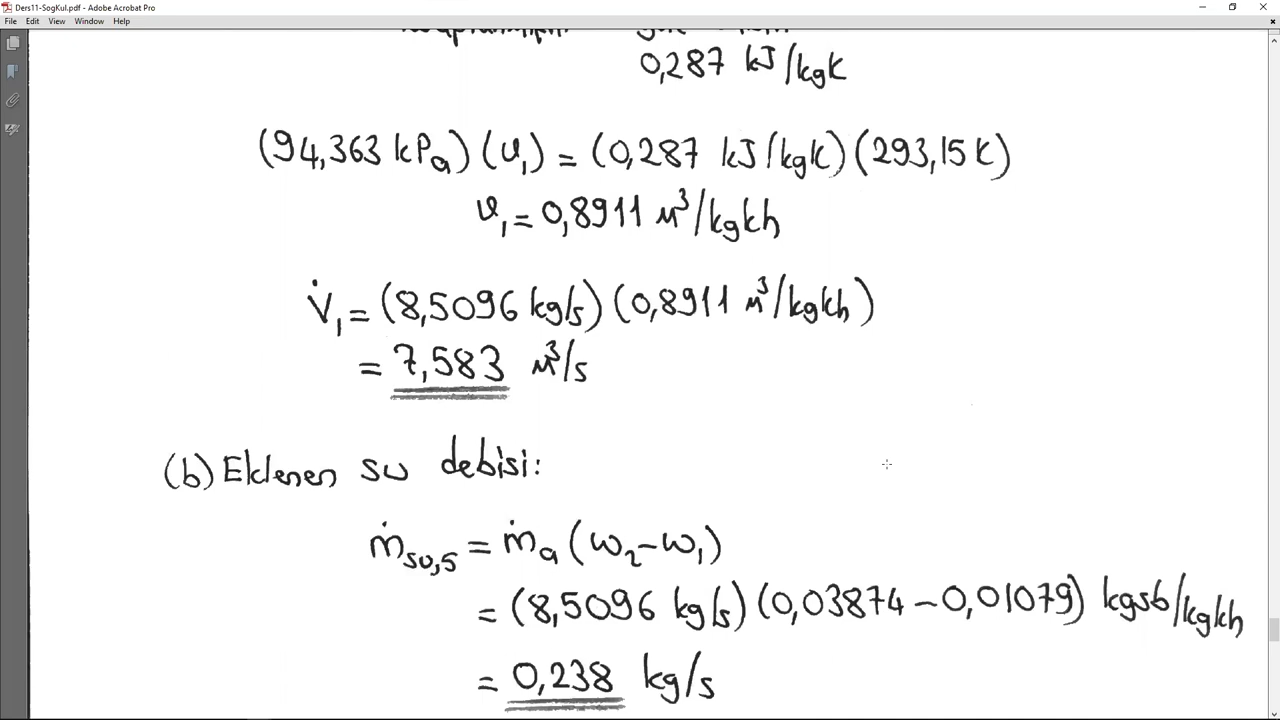 Ders11-SogKul.pdf - Adobe Acrobat Pro
File Edit View Window Help
0,287 kJ/kgK
(94,363 kPa)(υ₁) = (0,287 kJ/kgK)(293,15 K)
υ₁ = 0,8911 m³/kgkh
V̇₁ = (8,5096 kg/s)(0,8911 m³/kgkh)
= 7,583 m³/s
(b) Eklenen su debisi:
ṁsu,5 = ṁa (ω₂-ω₁)
= (8,5096 kg/s)(0,03874 - 0,01079) kgsb/kgkh
= 0,238 kg/s